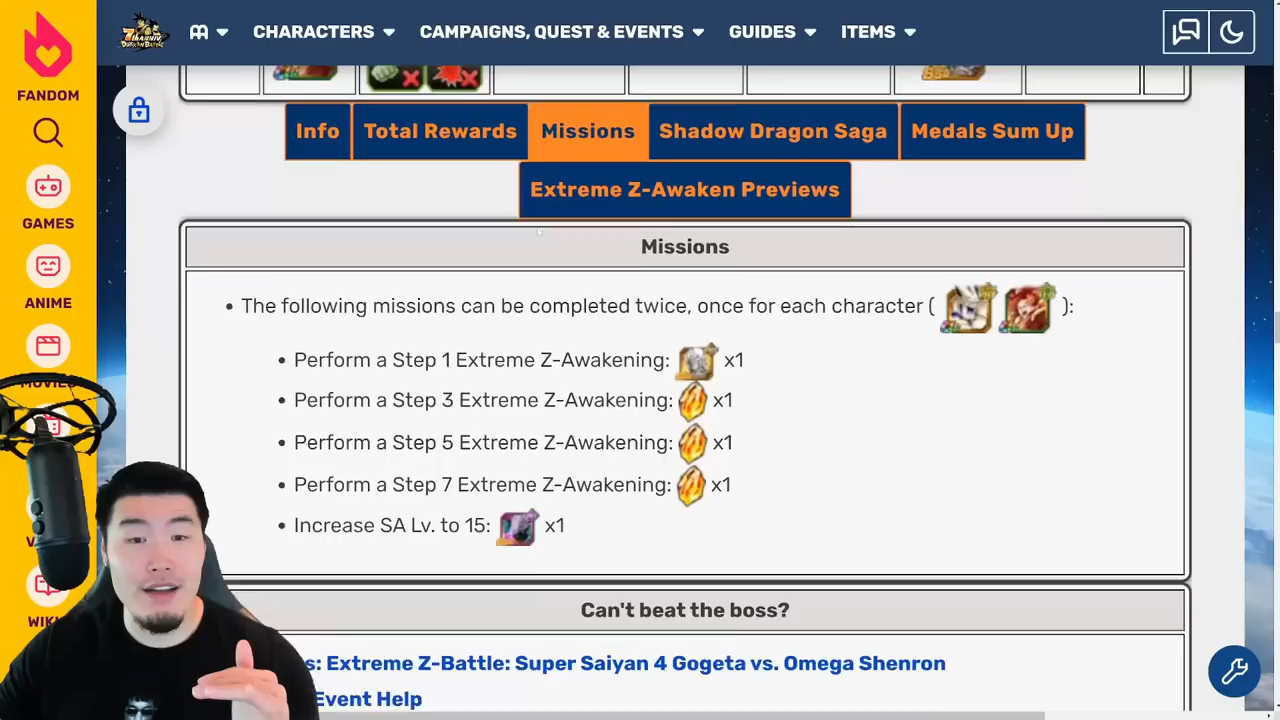 CHARACTERS
CAMPAIGNS, QUEST & EVENTS
GUIDES
ITEMS
FANDOM
GAMES
ANIME
MOVIES
WIKI
Info
Total Rewards
Missions
Shadow Dragon Saga
Medals Sum Up
Extreme Z-Awaken Previews
Missions
• The following missions can be completed twice, once for each character ( ):
• Perform a Step 1 Extreme Z-Awakening: x1
• Perform a Step 3 Extreme Z-Awakening: x1
• Perform a Step 5 Extreme Z-Awakening: x1
• Perform a Step 7 Extreme Z-Awakening: x1
• Increase SA Lv. to 15: x1
Can't beat the boss?
s: Extreme Z-Battle: Super Saiyan 4 Gogeta vs. Omega Shenron
Event Help